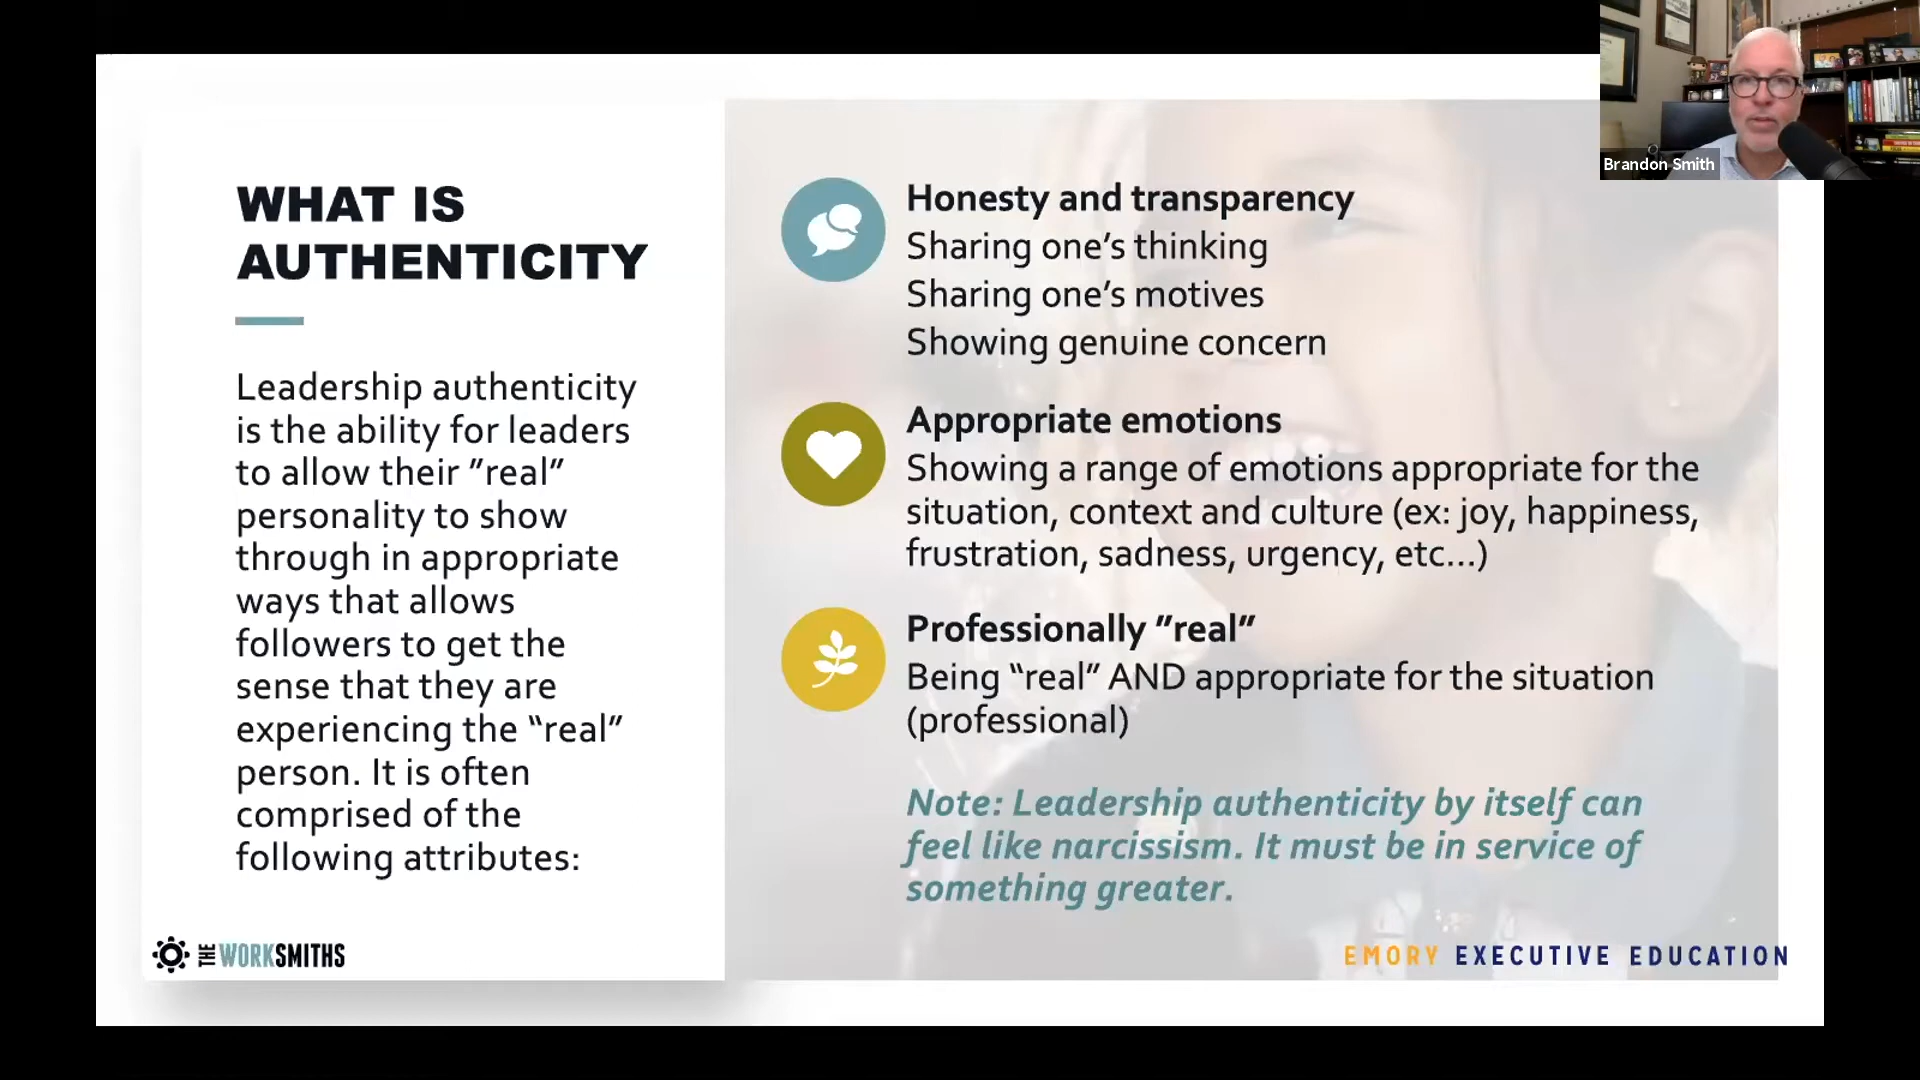 Brandon Smith
WHAT IS
AUTHENTICITY
Leadership authenticity
is the ability for leaders
to allow their ”real”
personality to show
through in appropriate
ways that allows
followers to get the
sense that they are
experiencing the “real”
person. It is often
comprised of the
following attributes:
Honesty and transparency
Sharing one’s thinking
Sharing one’s motives
Showing genuine concern
Appropriate emotions
Showing a range of emotions appropriate for the
situation, context and culture (ex: joy, happiness,
frustration, sadness, urgency, etc…)
Professionally ”real”
Being “real” AND appropriate for the situation
(professional)
Note: Leadership authenticity by itself can
feel like narcissism. It must be in service of
something greater.
THE WORKSMITHS
EMORY EXECUTIVE EDUCATION